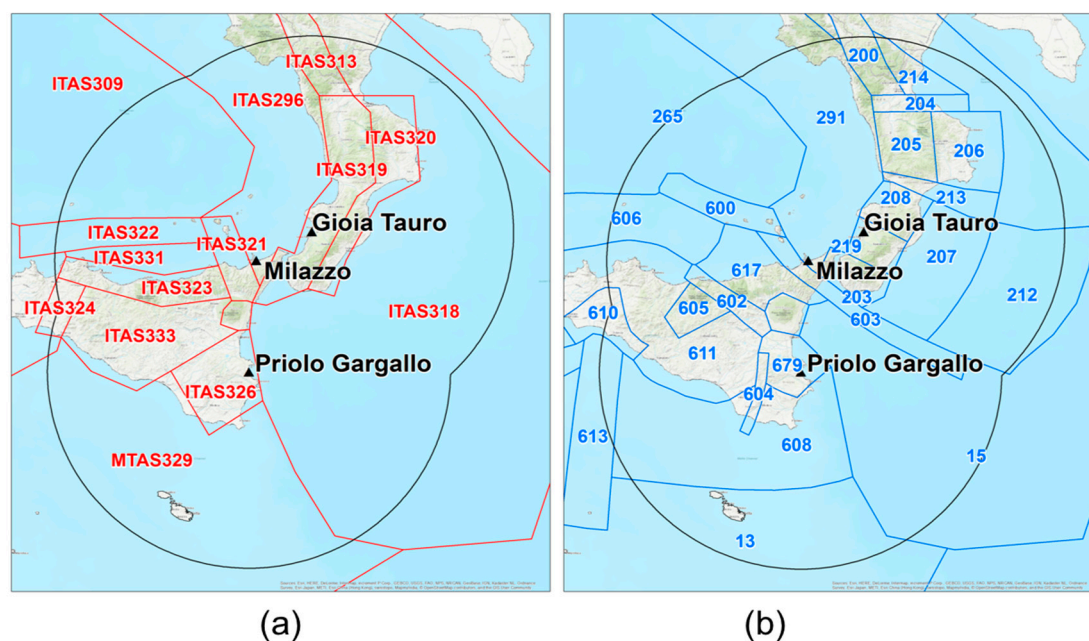 ITAS313
ITAS309
ITAS296
ITAS320
ITAS319
Gioia Tauro
ITAS322
ITAS321
ITAS331
Milazzo
ITAS323
ITAS324
ITAS318
ITAS333
Priolo Gargallo
ITAS326
MTAS329
(a)
200
214
204
265
291
205
206
208
213
600
606
Gioia Tauro
219
207
Milazzo
617
212
203
602
605
610
603
611
Priolo Gargallo
679
604
613
608
15
13
(b)